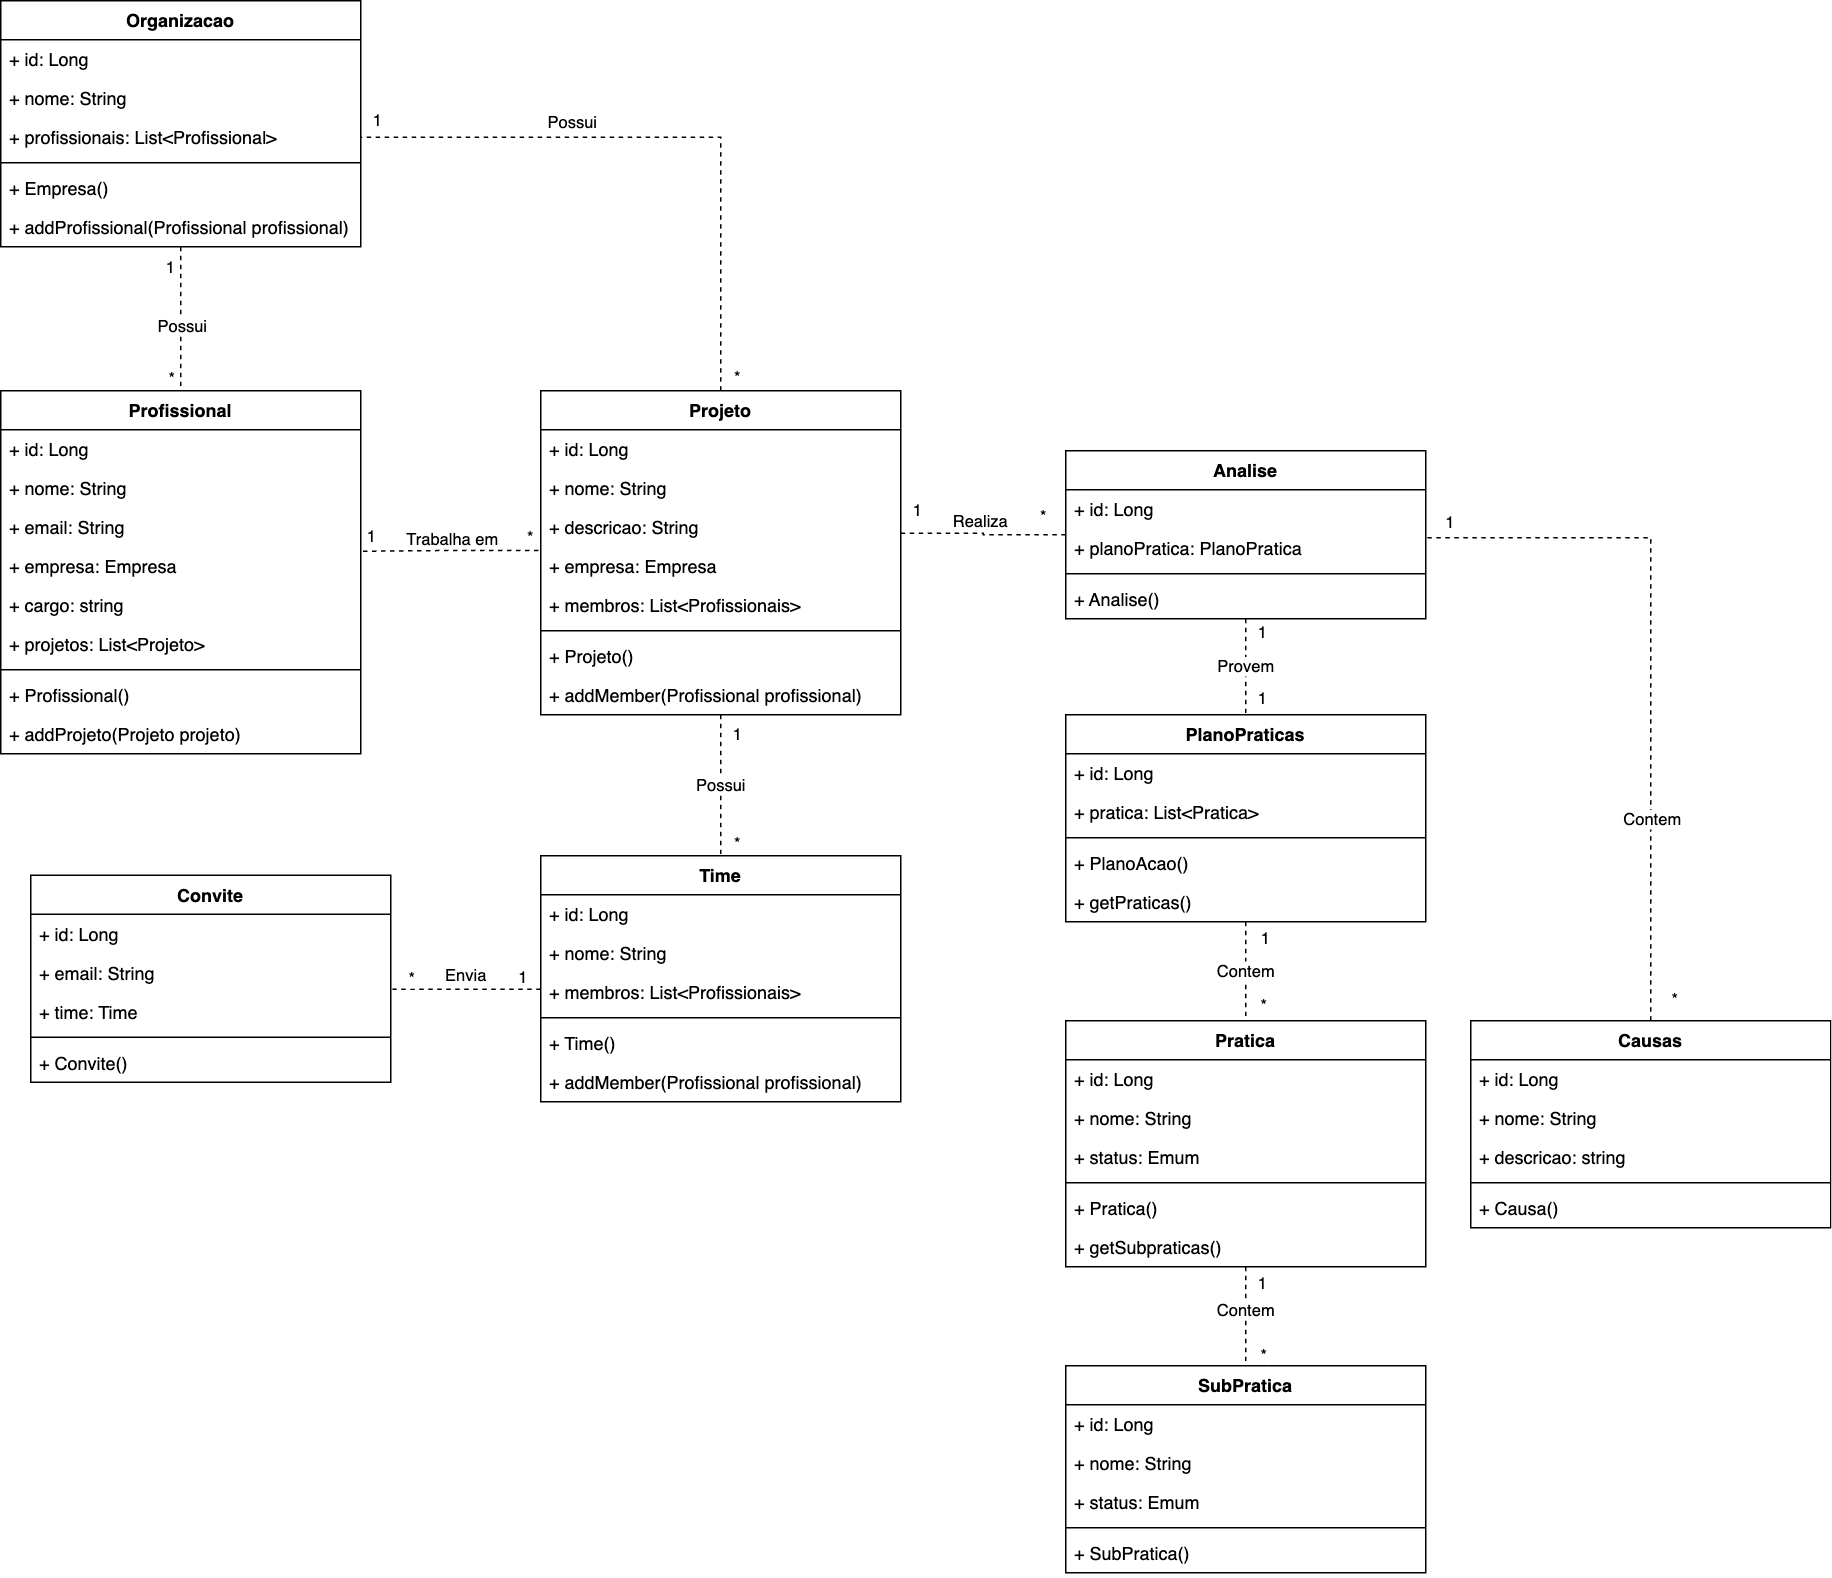 Organizacao
+ id: Long
+ nome: String
+ profissionais: List<Profissional>
+ Empresa()
+ addProfissional(Profissional profissional)
1
Possui
*
1
Possui
*
Profissional
+ id: Long
+ nome: String
+ email: String
+ empresa: Empresa
+ cargo: string
+ projetos: List<Projeto>
+ Profissional()
+ addProjeto(Projeto projeto)
1
Trabalha em
*
Projeto
+ id: Long
+ nome: String
+ descricao: String
+ empresa: Empresa
+ membros: List<Profissionais>
+ Projeto()
+ addMember(Profissional profissional)
1
Realiza
*
Analise
+ id: Long
+ planoPratica: PlanoPratica
+ Analise()
1
Contem
*
1
Provem
1
1
Possui
*
PlanoPraticas
+ id: Long
+ pratica: List<Pratica>
+ PlanoAcao()
+ getPraticas()
1
Contem
*
Convite
+ id: Long
+ email: String
+ time: Time
+ Convite()
*
Envia
1
Time
+ id: Long
+ nome: String
+ membros: List<Profissionais>
+ Time()
+ addMember(Profissional profissional)
Pratica
+ id: Long
+ nome: String
+ status: Emum
+ Pratica()
+ getSubpraticas()
1
Contem
*
Causas
+ id: Long
+ nome: String
+ descricao: string
+ Causa()
SubPratica
+ id: Long
+ nome: String
+ status: Emum
+ SubPratica()